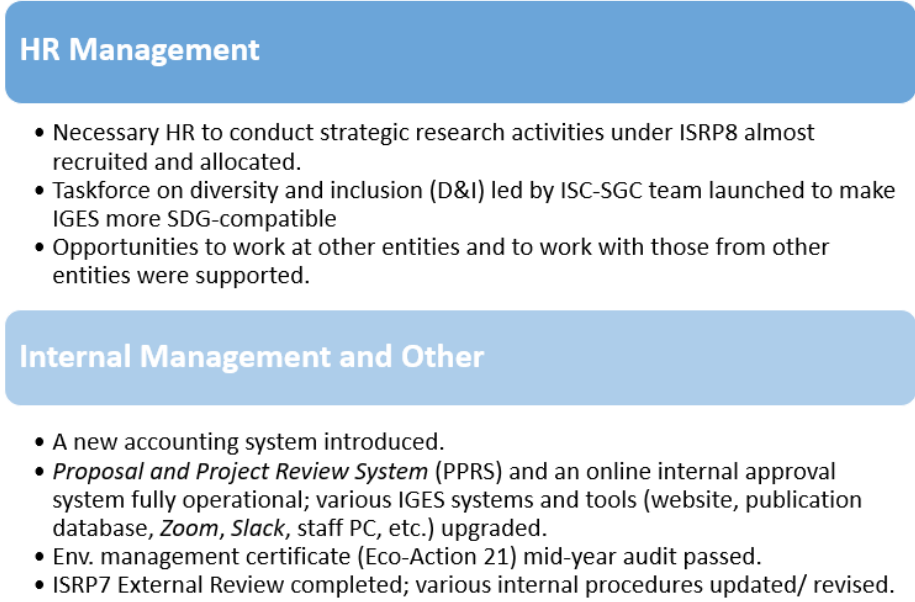 HR Management
• Necessary HR to conduct strategic research activities under ISRP8 almost
recruited and allocated.
• Taskforce on diversity and inclusion (D&I) led by ISC-SGC team launched to make
IGES more SDG-compatible
• Opportunities to work at other entities and to work with those from other
entities were supported.
Internal Management and Other
• A new accounting system introduced.
• Proposal and Project Review System (PPRS) and an online internal approval
system fully operational; various IGES systems and tools (website, publication
database, Zoom, Slack, staff PC, etc.) upgraded.
• Env. management certificate (Eco-Action 21) mid-year audit passed.
• ISRP7 External Review completed; various internal procedures updated/ revised.